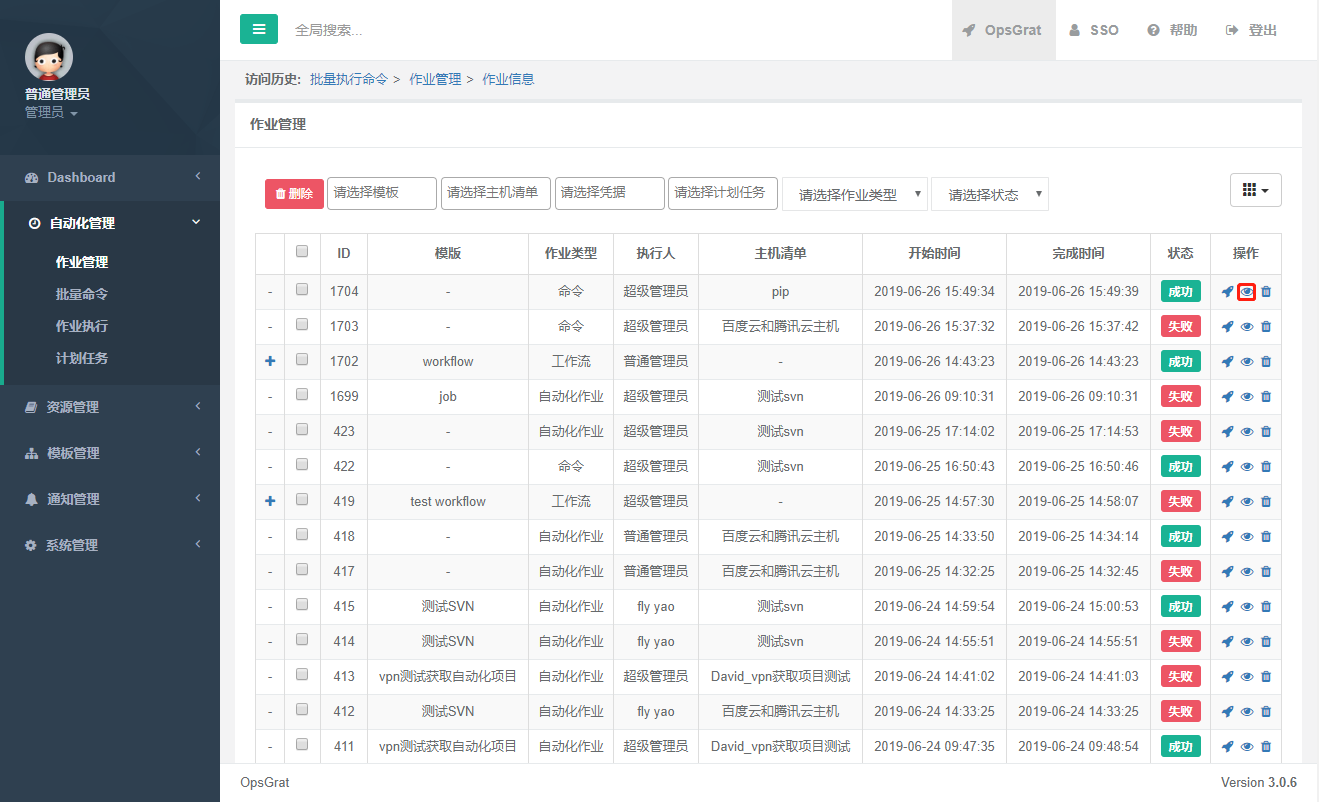 全局搜索...
OpsGrat
SSO
帮助
登出
普通管理员
管理员
Dashboard
自动化管理
作业管理
批量命令
作业执行
计划任务
资源管理
模板管理
通知管理
系统管理
访问历史: 批量执行命令 > 作业管理 > 作业信息
作业管理
删除 请选择模板 请选择主机清单 请选择凭据 请选择计划任务 请选择作业类型 请选择状态
ID 模版 作业类型 执行人 主机清单 开始时间 完成时间 状态 操作
- 1704 - 命令 超级管理员 pip 2019-06-26 15:49:34 2019-06-26 15:49:39 成功
- 1703 - 命令 超级管理员 百度云和腾讯云主机 2019-06-26 15:37:32 2019-06-26 15:37:42 失败
1702 workflow 工作流 普通管理员 - 2019-06-26 14:43:23 2019-06-26 14:43:23 成功
- 1699 job 自动化作业 超级管理员 测试svn 2019-06-26 09:10:31 2019-06-26 09:10:31 失败
- 423 - 自动化作业 超级管理员 测试svn 2019-06-25 17:14:02 2019-06-25 17:14:53 失败
- 422 - 命令 超级管理员 测试svn 2019-06-25 16:50:43 2019-06-25 16:50:46 成功
419 test workflow 工作流 超级管理员 - 2019-06-25 14:57:30 2019-06-25 14:58:07 失败
- 418 - 自动化作业 普通管理员 百度云和腾讯云主机 2019-06-25 14:33:50 2019-06-25 14:34:14 成功
- 417 - 自动化作业 普通管理员 百度云和腾讯云主机 2019-06-25 14:32:25 2019-06-25 14:32:45 失败
- 415 测试SVN 自动化作业 fly yao 测试svn 2019-06-24 14:59:54 2019-06-24 15:00:53 成功
- 414 测试SVN 自动化作业 fly yao 测试svn 2019-06-24 14:55:51 2019-06-24 14:55:51 失败
- 413 vpn测试获取自动化项目 自动化作业 超级管理员 David_vpn获取项目测试 2019-06-24 14:41:02 2019-06-24 14:41:03 失败
- 412 测试SVN 自动化作业 fly yao 百度云和腾讯云主机 2019-06-24 14:33:25 2019-06-24 14:33:25 失败
- 411 vpn测试获取自动化项目 自动化作业 超级管理员 David_vpn获取项目测试 2019-06-24 09:47:35 2019-06-24 09:48:54 成功
OpsGrat
Version 3.0.6